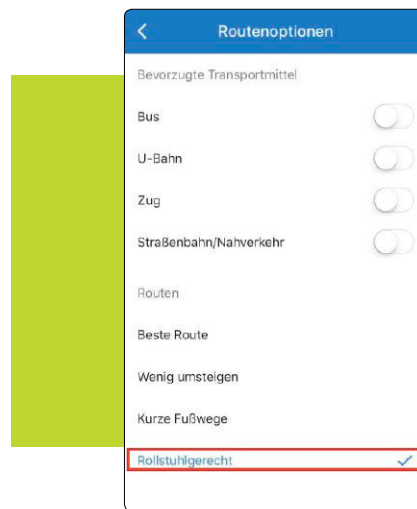 Routenoptionen
Bevorzugte Transportmittel
Bus
U-Bahn
Zug
Straßenbahn/Nahverkehr
Routen
Beste Route
Wenig umsteigen
Kurze Fußwege
Rollstuhlgerecht